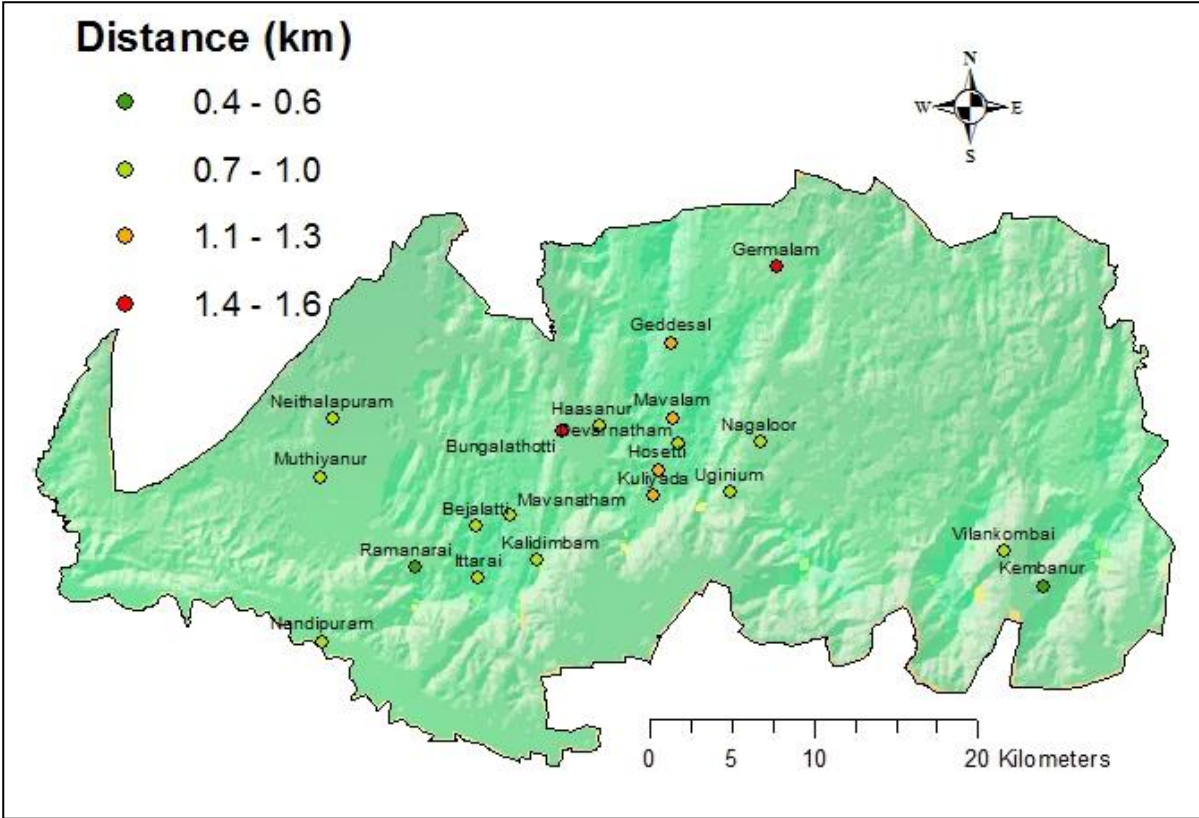 Distance (km)
0.4 - 0.6
0.7 - 1.0
1.1 - 1.3
1.4 - 1.6
N
W
E
S
Germalam
Geddesal
Neithalapuram
Haasanur
Mavalam
Bungalathotti
Nagaloor
Muthiyanur
Hosetti
Kuliyada
Uginium
Bejalatti
Mavanatham
Ramanarai
Ittarai
Kalidimbam
Vilankombai
Kembanur
Nandipuram
0 5 10 20 Kilometers